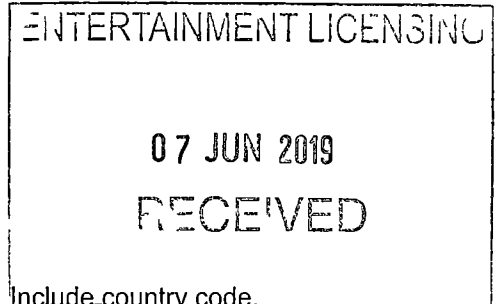 ENTERTAINMENT LICENSING
07 JUN 2019
RECEIVED
Include country code.